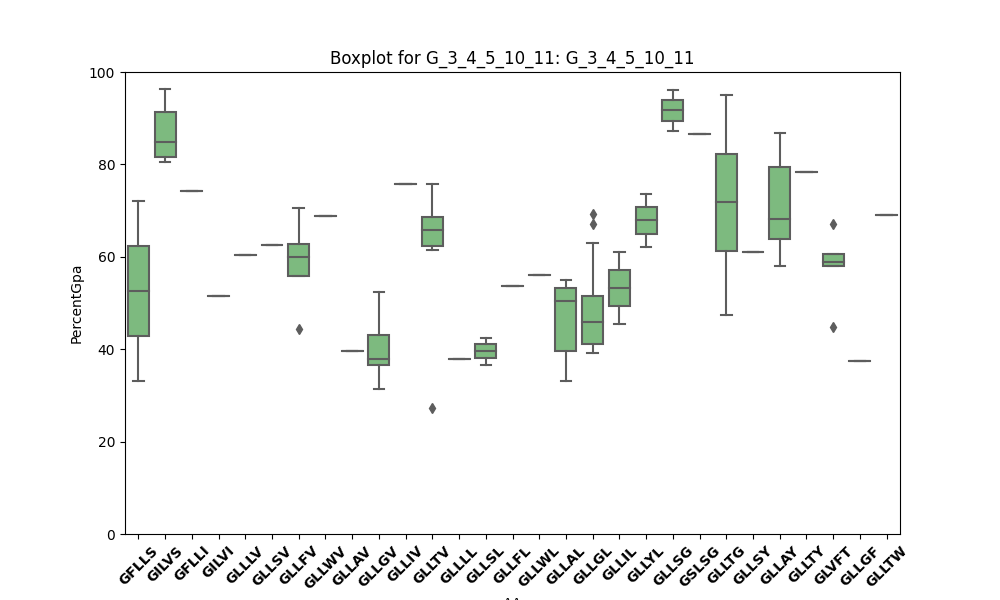 Boxplot for G_3_4_5_10_11: G_3_4_5_10_11
100
80
60
40
20
0
PercentGpa
GFLLS GILVS GFLLI GILVI GLLLV GLLSV GLLFV GLLWV GLLAV GLLGV GLLIV GLLTV GLLLL GLLSL GLLFL GLLWL GLLAL GLLGL GLLIL GLLYL GLLSG GSLSG GLLTG GLLSY GLLAY GLLTY GLVFT GLLGF GLLTW